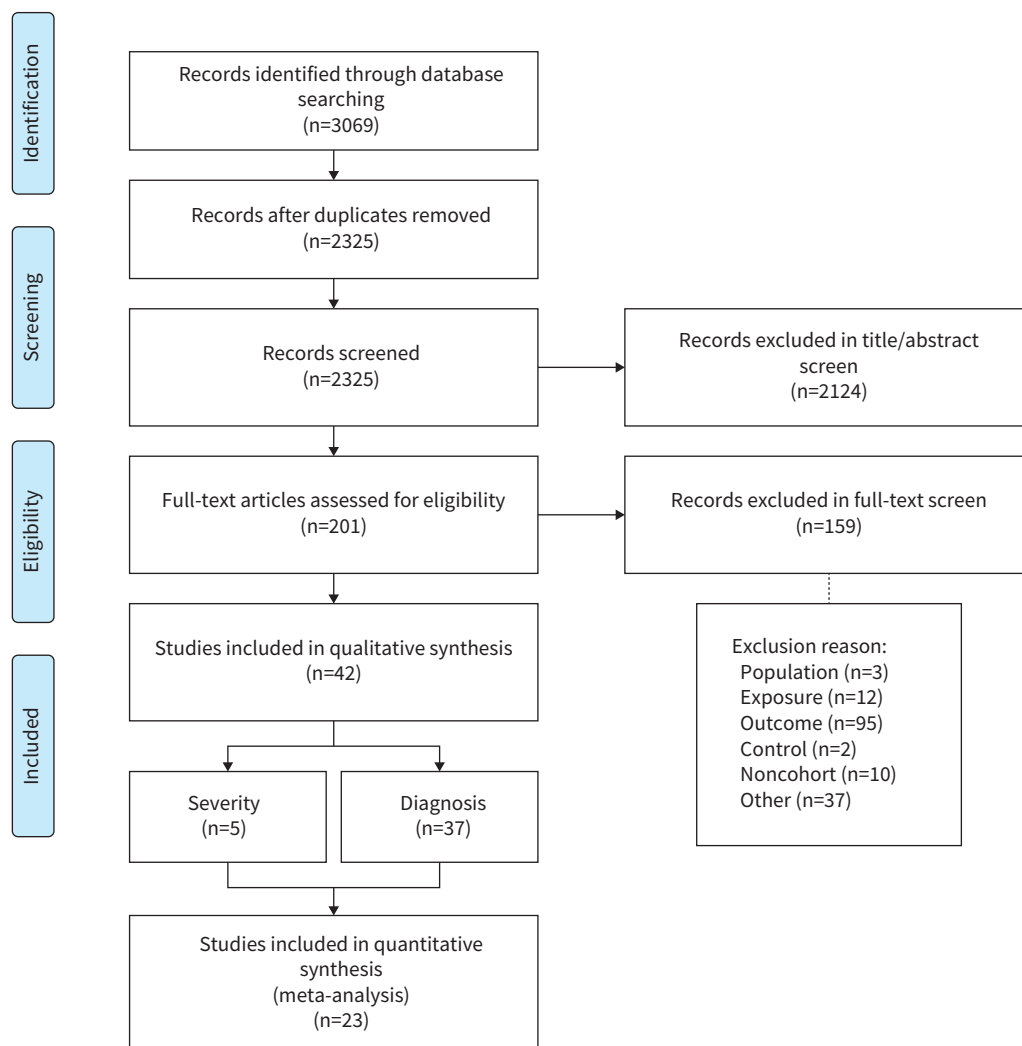 Identification
Records identified through database
searching
(n=3069)
Records after duplicates removed
(n=2325)
Screening
Records screened
(n=2325)
Records excluded in title/abstract
screen
(n=2124)
Eligibility
Full-text articles assessed for eligibility
(n=201)
Records excluded in full-text screen
(n=159)
Exclusion reason:
Population (n=3)
Exposure (n=12)
Outcome (n=95)
Control (n=2)
Noncohort (n=10)
Other (n=37)
Included
Studies included in qualitative synthesis
(n=42)
Severity
(n=5)
Diagnosis
(n=37)
Studies included in quantitative
synthesis
(meta-analysis)
(n=23)